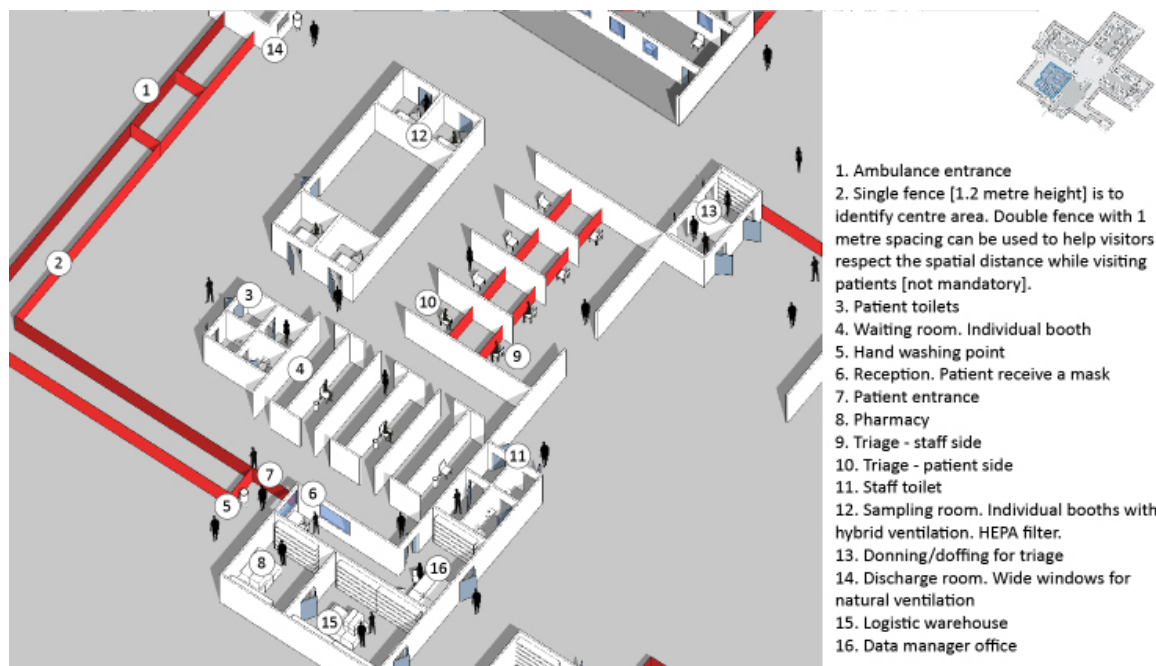 14
1
12
13
2
3
10
9
4
11
7
5
6
8
16
15
1. Ambulance entrance
2. Single fence [1.2 metre height] is to
identify centre area. Double fence with 1
metre spacing can be used to help visitors
respect the spatial distance while visiting
patients [not mandatory].
3. Patient toilets
4. Waiting room. Individual booth
5. Hand washing point
6. Reception. Patient receive a mask
7. Patient entrance
8. Pharmacy
9. Triage - staff side
10. Triage - patient side
11. Staff toilet
12. Sampling room. Individual booths with
hybrid ventilation. HEPA filter.
13. Donning/doffing for triage
14. Discharge room. Wide windows for
natural ventilation
15. Logistic warehouse
16. Data manager office